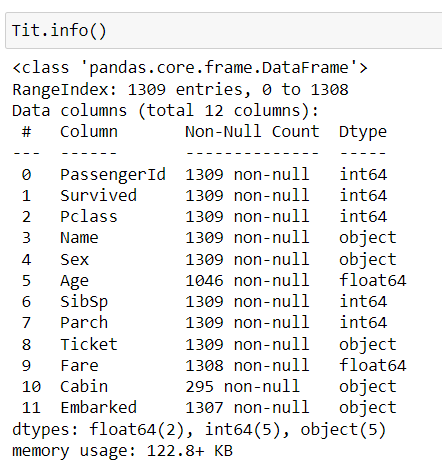 Tit.info()
<class 'pandas.core.frame.DataFrame'>
RangeIndex: 1309 entries, 0 to 1308
Data columns (total 12 columns):
 #   Column       Non-Null Count  Dtype
---  ------       --------------  -----
 0   PassengerId  1309 non-null   int64
 1   Survived     1309 non-null   int64
 2   Pclass       1309 non-null   int64
 3   Name         1309 non-null   object
 4   Sex          1309 non-null   object
 5   Age          1046 non-null   float64
 6   SibSp        1309 non-null   int64
 7   Parch        1309 non-null   int64
 8   Ticket       1309 non-null   object
 9   Fare         1308 non-null   float64
 10  Cabin        295 non-null    object
 11  Embarked     1307 non-null   object
dtypes: float64(2), int64(5), object(5)
memory usage: 122.8+ KB